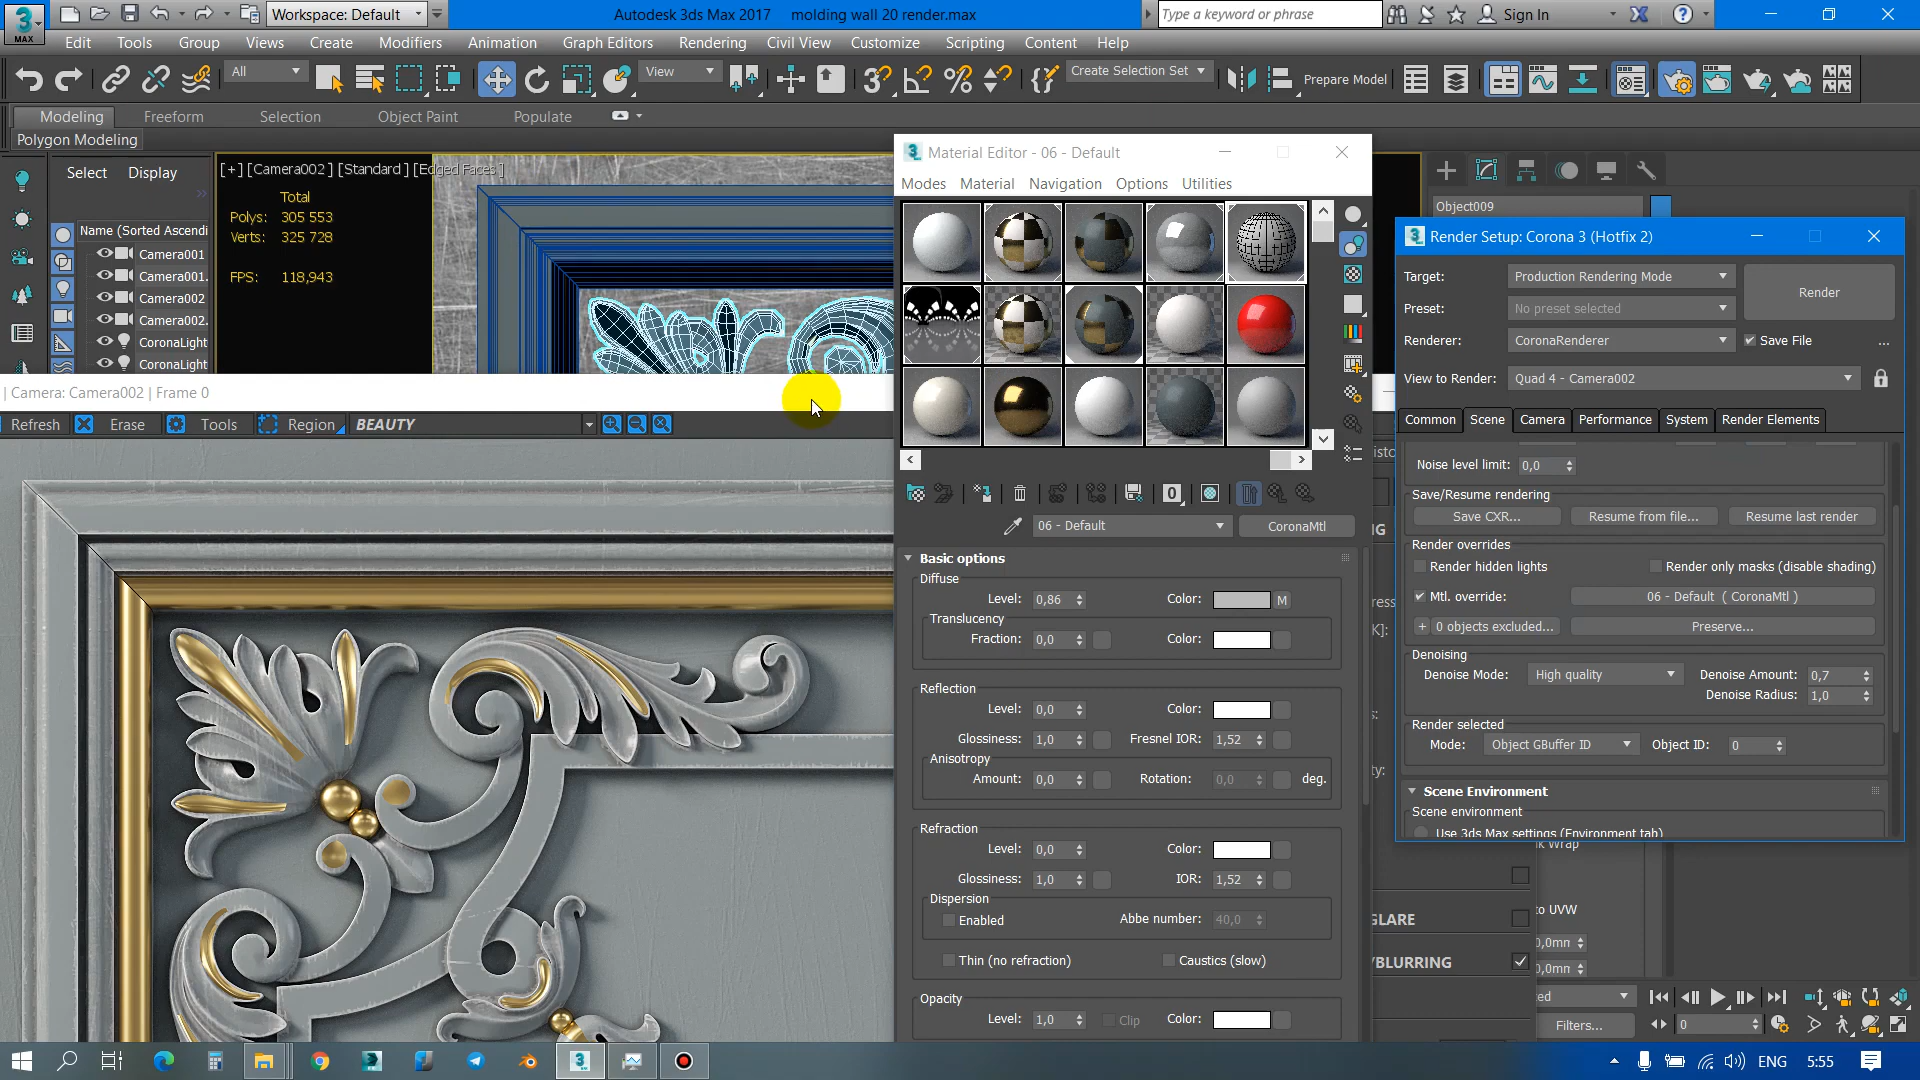 3
MAX
Workspace: Default
Autodesk 3ds Max 2017 molding wall 20 render.max
Type a keyword or phrase
Sign In
Edit Tools Group Views Create Modifiers Animation Graph Editors Rendering Civil View Customize Scripting Content Help
All
View
Create Selection Set
Prepare Model
Modeling Freeform Selection Object Paint Populate
Polygon Modeling
Select Display
Name (Sorted Ascendi
Camera001
Camera001.
Camera002
Camera002.
CoronaLight
CoronaLight
[+] [Camera002] [Standard] [Edged Faces]
Total
Polys: 305 553
Verts: 325 728
FPS: 118,943
| Camera: Camera002 | Frame 0
Refresh Erase Tools Region BEAUTY
Material Editor - 06 - Default
Modes Material Navigation Options Utilities
06 - Default
CoronaMtl
Basic options
Diffuse
Level: 0,86 Color: M
Translucency
Fraction: 0,0 Color:
Reflection
Level: 0,0 Color:
Glossiness: 1,0 Fresnel IOR: 1,52
Anisotropy
Amount: 0,0 Rotation: 0,0 deg.
Refraction
Level: 0,0 Color:
Glossiness: 1,0 IOR: 1,52
Dispersion
Enabled Abbe number: 40,0
Thin (no refraction) Caustics (slow)
Opacity
Level: 1,0 Clip Color:
Object009
Render Setup: Corona 3 (Hotfix 2)
Target: Production Rendering Mode
Render
Preset: No preset selected
Renderer: CoronaRenderer Save File ...
View to Render: Quad 4 - Camera002
Common Scene Camera Performance System Render Elements
Noise level limit: 0,0
Save/Resume rendering
Save CXR... Resume from file... Resume last render
Render overrides
Render hidden lights Render only masks (disable shading)
Mtl. override: 06 - Default ( CoronaMtl )
+ 0 objects excluded... Preserve...
Denoising
Denoise Mode: High quality Denoise Amount: 0,7
Denoise Radius: 1,0
Render selected
Mode: Object GBuffer ID Object ID: 0
Scene Environment
Scene environment
Use 3ds Max settings (Environment tab)
GLARE
/BLURRING
to UVW
0,0mn
0,0mn
Filters...
0
ENG 5:55